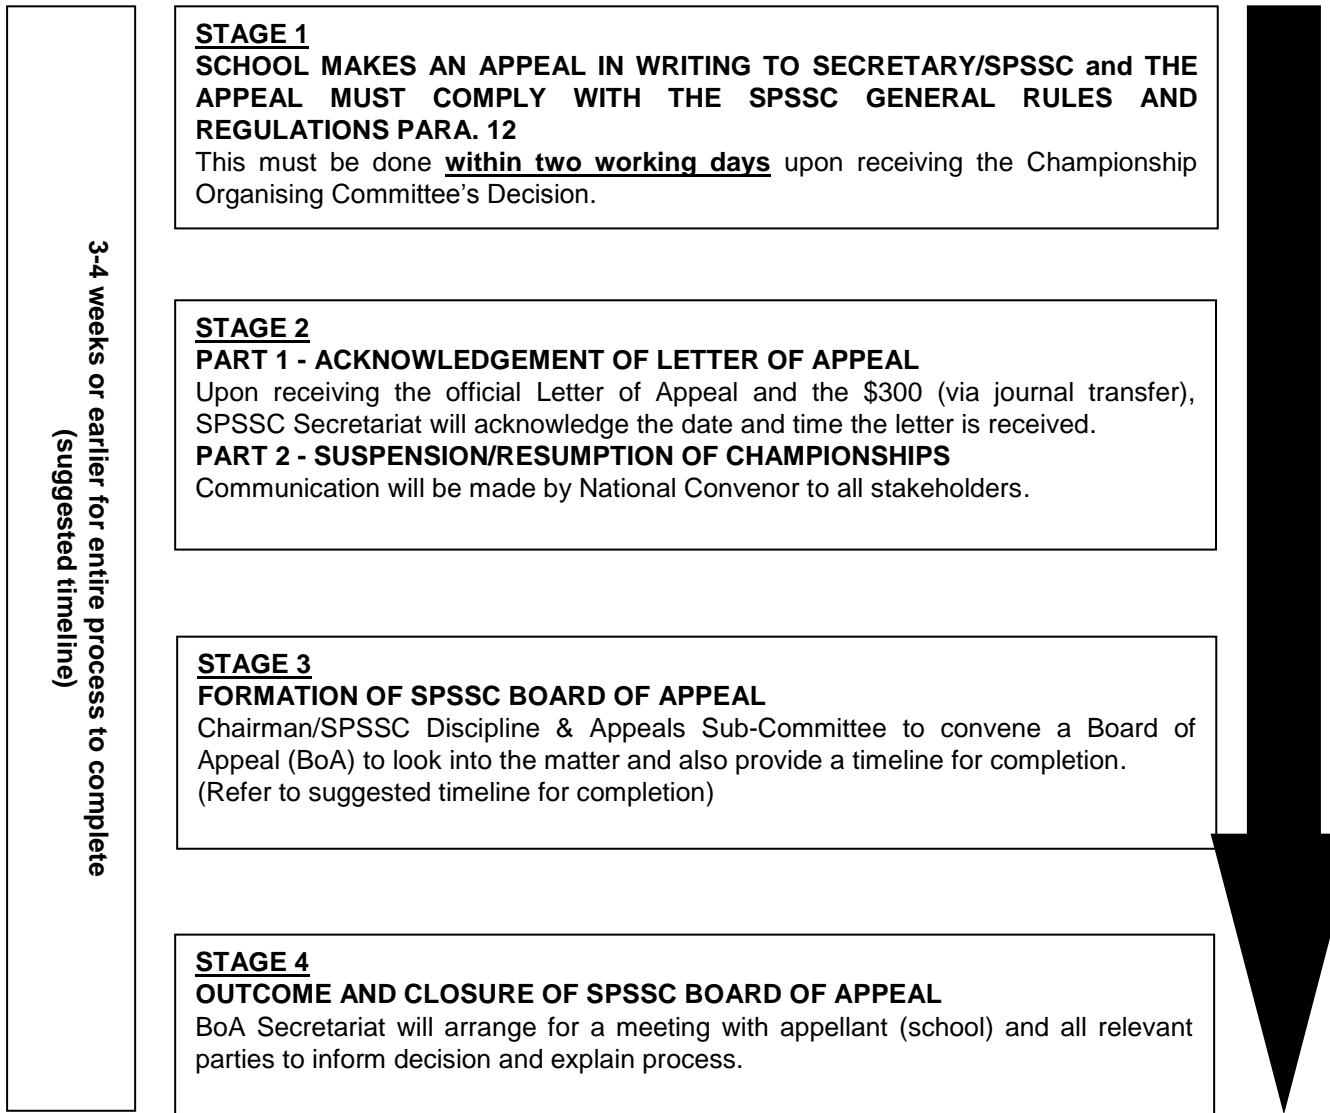 3-4 weeks or earlier for entire process to complete
(suggested timeline)
STAGE 1
SCHOOL MAKES AN APPEAL IN WRITING TO SECRETARY/SPSSC and THE
APPEAL MUST COMPLY WITH THE SPSSC GENERAL RULES AND
REGULATIONS PARA. 12
This must be done within two working days upon receiving the Championship
Organising Committee’s Decision.
STAGE 2
PART 1 - ACKNOWLEDGEMENT OF LETTER OF APPEAL
Upon receiving the official Letter of Appeal and the $300 (via journal transfer),
SPSSC Secretariat will acknowledge the date and time the letter is received.
PART 2 - SUSPENSION/RESUMPTION OF CHAMPIONSHIPS
Communication will be made by National Convenor to all stakeholders.
STAGE 3
FORMATION OF SPSSC BOARD OF APPEAL
Chairman/SPSSC Discipline & Appeals Sub-Committee to convene a Board of
Appeal (BoA) to look into the matter and also provide a timeline for completion.
(Refer to suggested timeline for completion)
STAGE 4
OUTCOME AND CLOSURE OF SPSSC BOARD OF APPEAL
BoA Secretariat will arrange for a meeting with appellant (school) and all relevant
parties to inform decision and explain process.